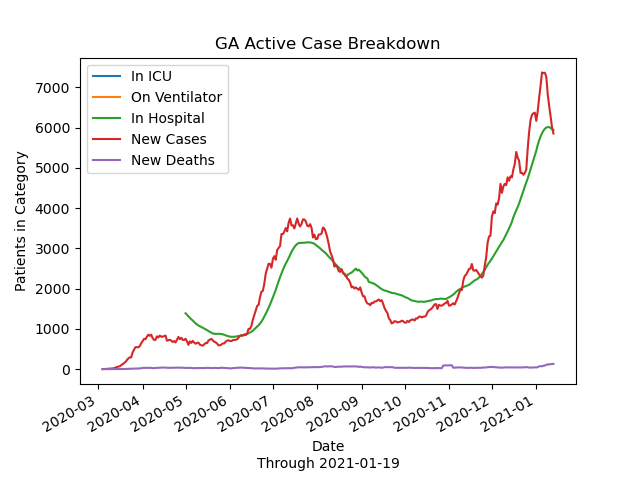 GA Active Case Breakdown
In ICU
On Ventilator
In Hospital
New Cases
New Deaths
Patients in Category
7000
6000
5000
4000
3000
2000
1000
0
2020-03
2020-04
2020-05
2020-06
2020-07
2020-08
2020-09
2020-10
2020-11
2020-12
2021-01
Date
Through 2021-01-19